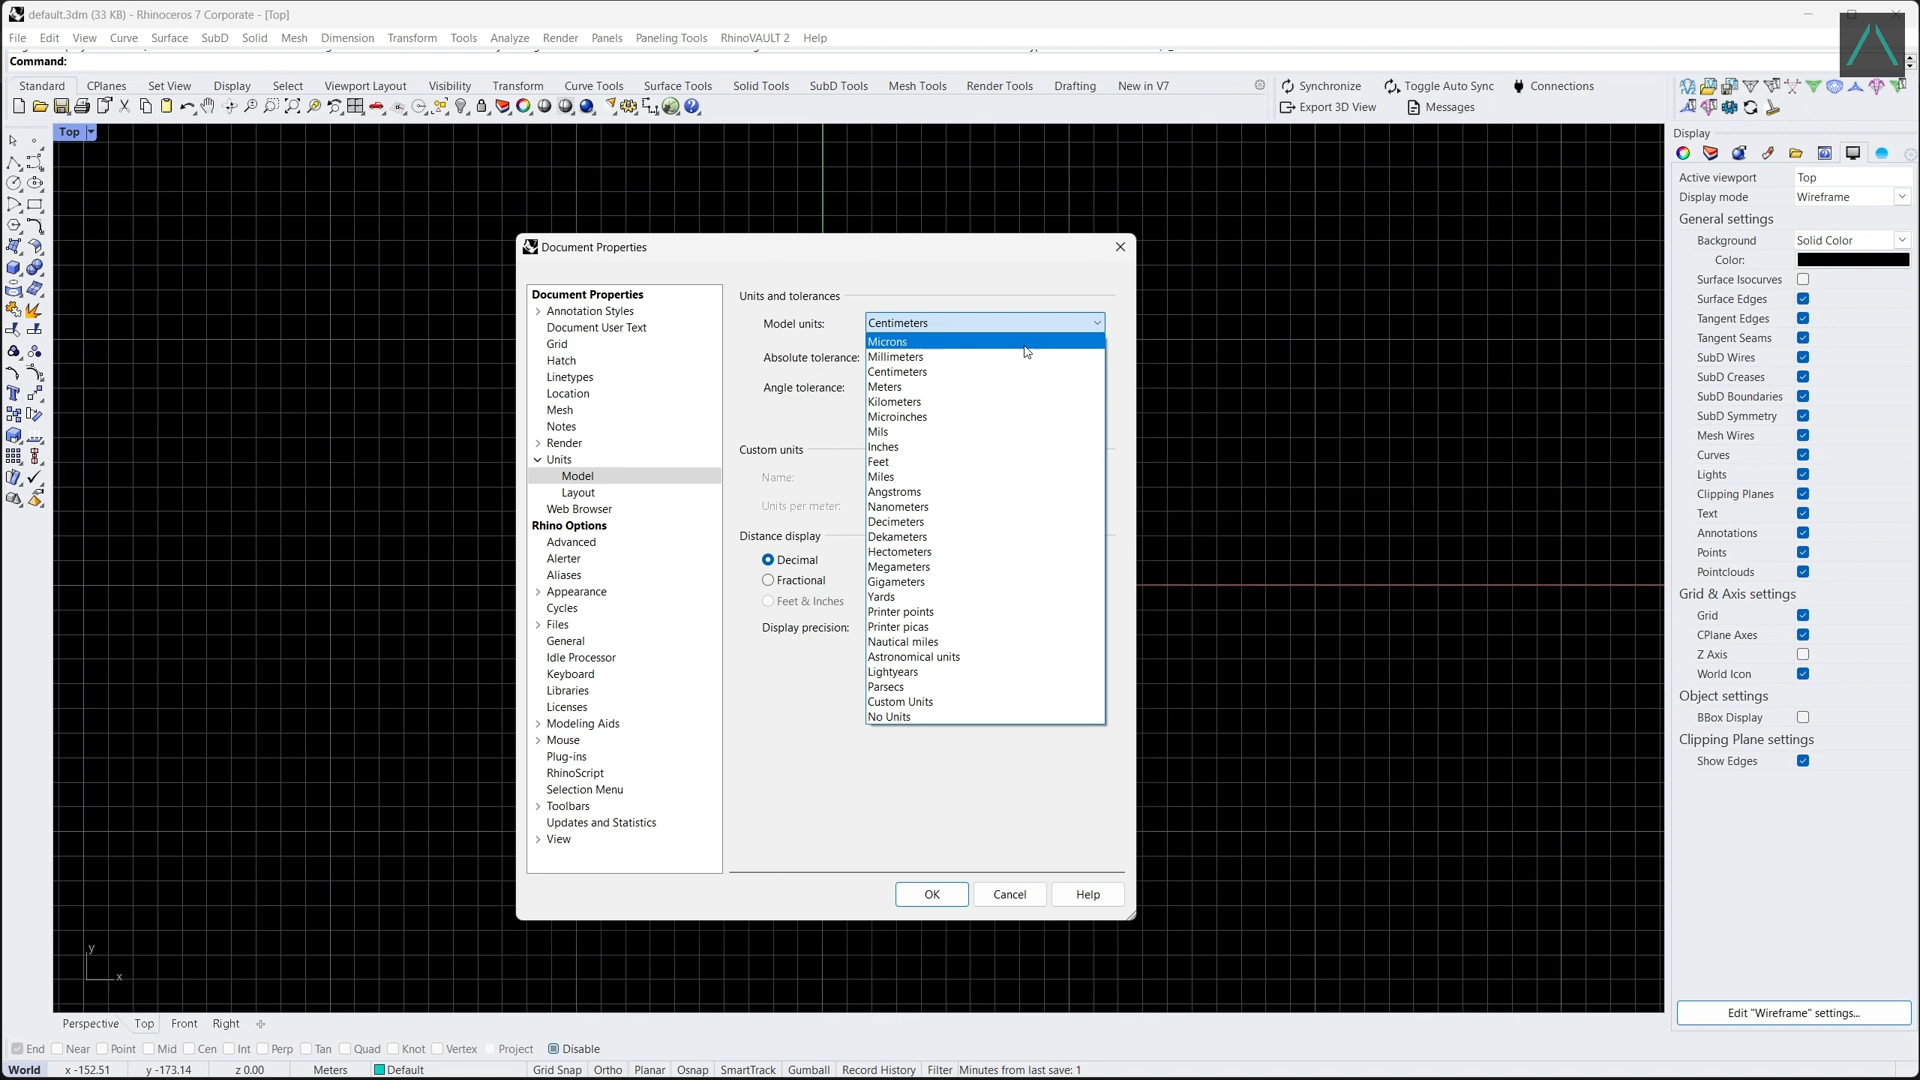 default.3dm (33 KB) - Rhinoceros 7 Corporate - [Top]
File Edit View Curve Surface SubD Solid Mesh Dimension Transform Tools Analyze Render Panels Paneling Tools RhinoVAULT 2 Help
Command:
Standard CPlanes Set View Display Select Viewport Layout Visibility Transform Curve Tools Surface Tools Solid Tools SubD Tools Mesh Tools Render Tools Drafting New in V7
Synchronize Toggle Auto Sync Connections
Export 3D View Messages
Top
Document Properties
Document Properties
Annotation Styles
Document User Text
Grid
Hatch
Linetypes
Location
Mesh
Notes
Render
Units
Model
Layout
Web Browser
Rhino Options
Advanced
Alerter
Aliases
Appearance
Cycles
Files
General
Idle Processor
Keyboard
Libraries
Licenses
Modeling Aids
Mouse
Plug-ins
RhinoScript
Selection Menu
Toolbars
Updates and Statistics
View
Units and tolerances
Model units: Centimeters
Absolute tolerance:
Angle tolerance:
Custom units
Name:
Units per meter:
Distance display
Decimal
Fractional
Feet & Inches
Display precision:
Microns
Millimeters
Centimeters
Meters
Kilometers
Microinches
Mils
Inches
Feet
Miles
Angstroms
Nanometers
Decimeters
Dekameters
Hectometers
Megameters
Gigameters
Yards
Printer points
Printer picas
Nautical miles
Astronomical units
Lightyears
Parsecs
Custom Units
No Units
OK Cancel Help
Display
Active viewport Top
Display mode Wireframe
General settings
Background Solid Color
Color:
Surface Isocurves
Surface Edges
Tangent Edges
Tangent Seams
SubD Wires
SubD Creases
SubD Boundaries
SubD Symmetry
Mesh Wires
Curves
Lights
Clipping Planes
Text
Annotations
Points
Pointclouds
Grid & Axis settings
Grid
CPlane Axes
Z Axis
World Icon
Object settings
BBox Display
Clipping Plane settings
Show Edges
Edit "Wireframe" settings...
y
x
Perspective Top Front Right
End Near Point Mid Cen Int Perp Tan Quad Knot Vertex Project Disable
World x -152.51 y -173.14 z 0.00 Meters Default Grid Snap Ortho Planar Osnap SmartTrack Gumball Record History Filter Minutes from last save: 1